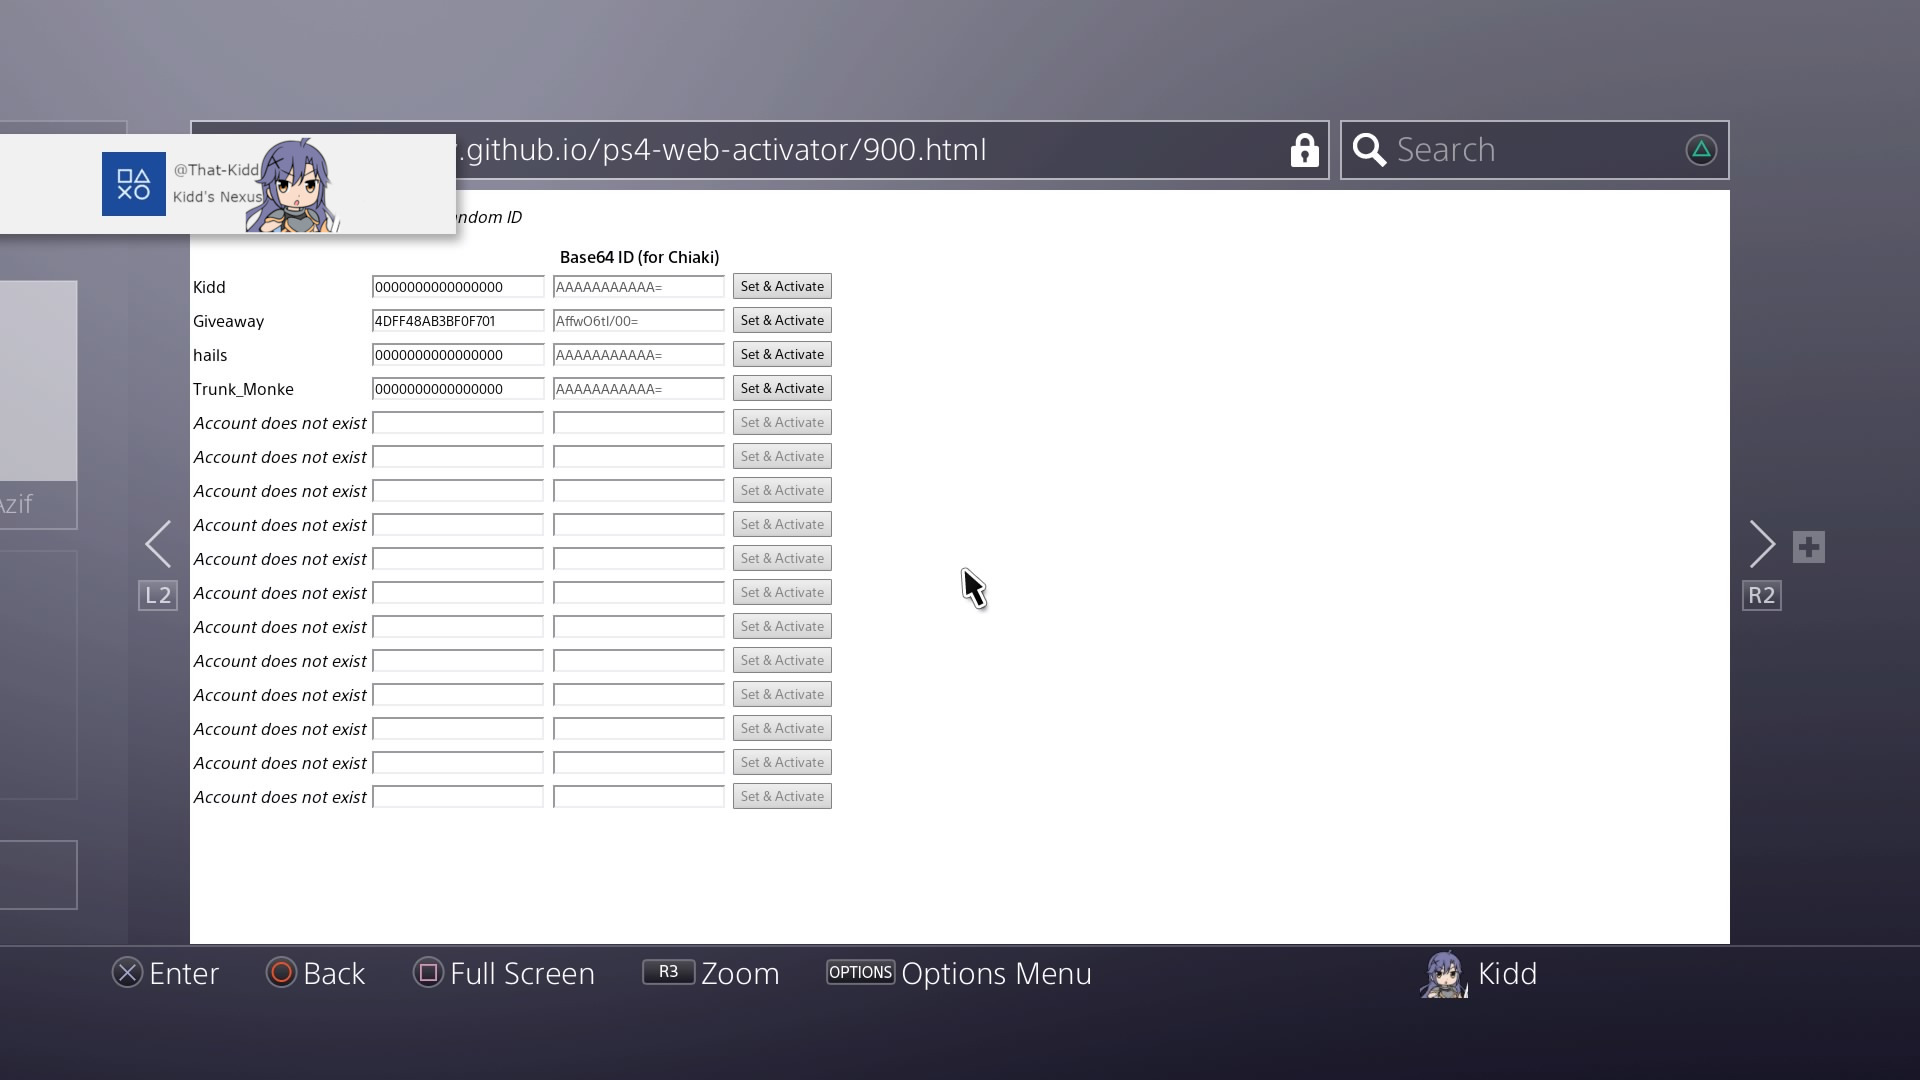 .github.io/ps4-web-activator/900.html
Search
@That-Kidd
Kidd's Nexus
ndom ID
Base64 ID (for Chiaki)
Kidd 0000000000000000 AAAAAAAAAAA= Set & Activate
Giveaway 4DFF48AB3BF0F701 AffwO6tI/00= Set & Activate
hails 0000000000000000 AAAAAAAAAAA= Set & Activate
Trunk_Monke 0000000000000000 AAAAAAAAAAA= Set & Activate
Account does not exist Set & Activate
Account does not exist Set & Activate
Account does not exist Set & Activate
Account does not exist Set & Activate
Account does not exist Set & Activate
Account does not exist Set & Activate
Account does not exist Set & Activate
Account does not exist Set & Activate
Account does not exist Set & Activate
Account does not exist Set & Activate
Account does not exist Set & Activate
Account does not exist Set & Activate
Azif
L2
R2
Enter Back Full Screen R3 Zoom OPTIONS Options Menu Kidd